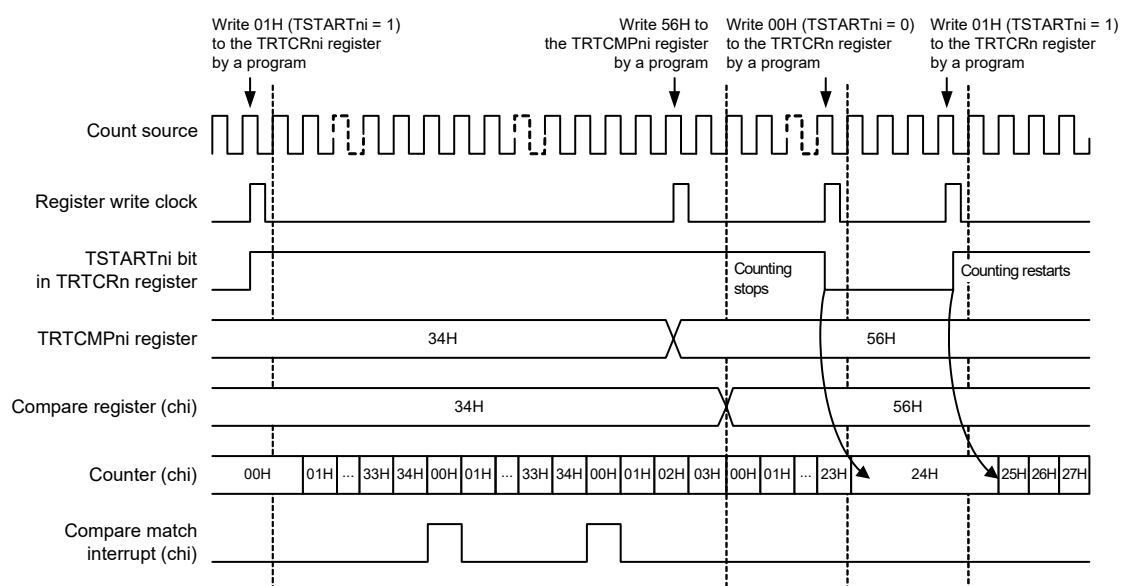 Write 01H (TSTARTni = 1)
to the TRTCRni register
by a program
Write 56H to
the TRTCMPni register
by a program
Write 00H (TSTARTni = 0)
to the TRTCRn register
by a program
Write 01H (TSTARTni = 1)
to the TRTCRn register
by a program
Count source
Register write clock
TSTARTni bit
in TRTCRn register
Counting
stops
Counting restarts
TRTCMPni register
34H
56H
Compare register (chi)
34H
56H
Counter (chi)
00H 01H ... 33H 34H 00H 01H ... 33H 34H 00H 01H 02H 03H 00H 01H ... 23H 24H 25H 26H 27H
Compare match
interrupt (chi)